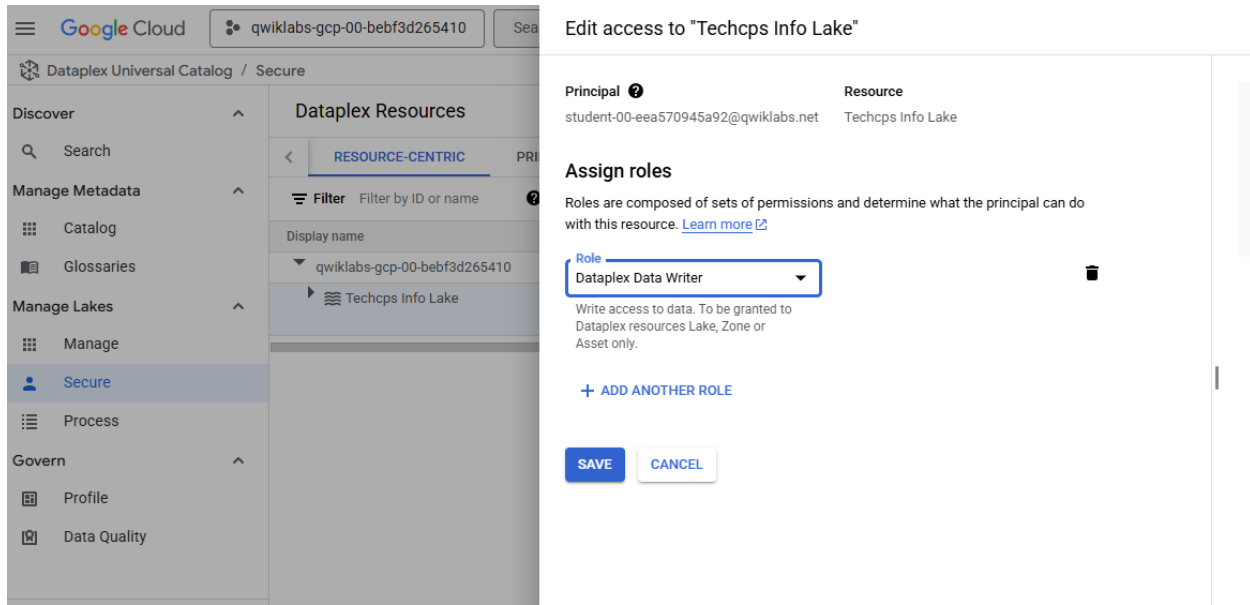 Google Cloud
qwiklabs-gcp-00-bebf3d265410
Sea
Dataplex Universal Catalog / Secure
Discover
Search
Manage Metadata
Catalog
Glossaries
Manage Lakes
Manage
Secure
Process
Govern
Profile
Data Quality
Dataplex Resources
RESOURCE-CENTRIC
PRI
Filter Filter by ID or name
Display name
qwiklabs-gcp-00-bebf3d265410
Techcps Info Lake
Edit access to "Techcps Info Lake"
Principal Resource
student-00-eea570945a92@qwiklabs.net Techcps Info Lake
Assign roles
Roles are composed of sets of permissions and determine what the principal can do
with this resource. Learn more
Role
Dataplex Data Writer
Write access to data. To be granted to
Dataplex resources Lake, Zone or
Asset only.
+ ADD ANOTHER ROLE
SAVE CANCEL